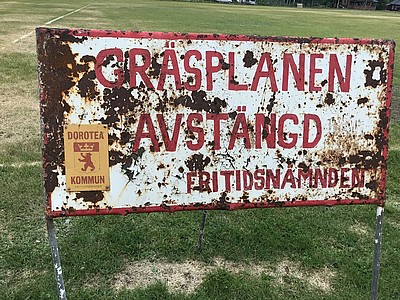 GRÄSPLANEN
AVSTÄNGD
FRITIDSNÄMNDEN
DOROTEA
KOMMUN